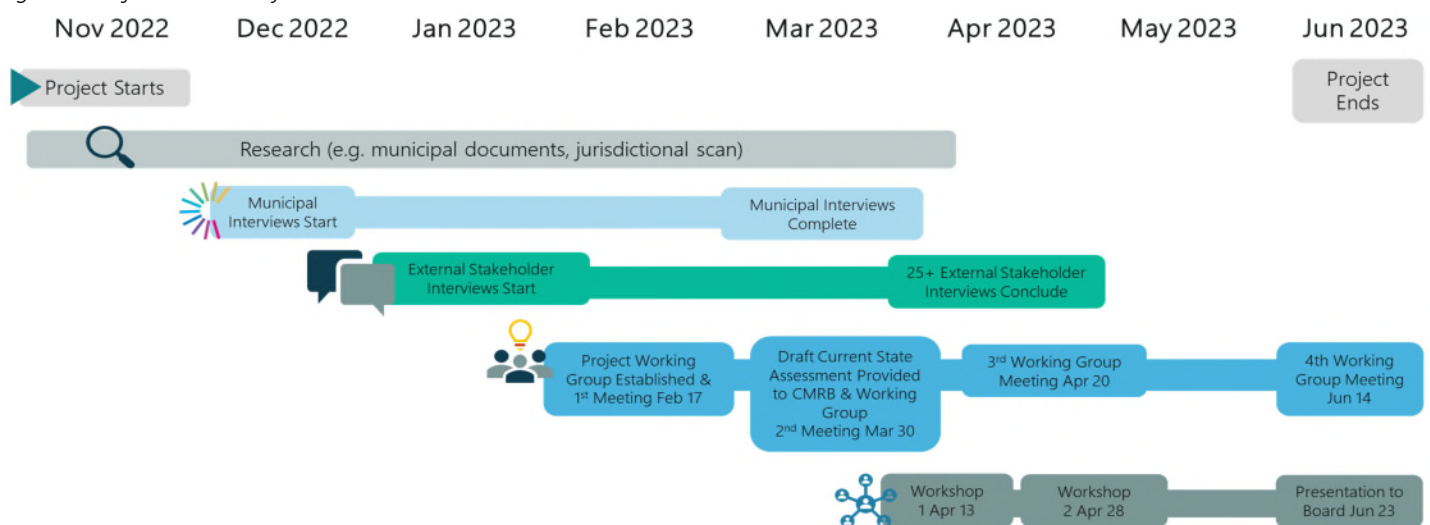 Nov 2022 Dec 2022 Jan 2023 Feb 2023 Mar 2023 Apr 2023 May 2023 Jun 2023
Project Starts
Project
Ends
Research (e.g. municipal documents, jurisdictional scan)
Municipal
Interviews Start
Municipal Interviews
Complete
External Stakeholder
Interviews Start
25+ External Stakeholder
Interviews Conclude
Project Working
Group Established &
1st Meeting Feb 17
Draft Current State
Assessment Provided
to CMRB & Working
Group
2nd Meeting Mar 30
3rd Working Group
Meeting Apr 20
4th Working
Group Meeting
Jun 14
Workshop
1 Apr 13
Workshop
2 Apr 28
Presentation to
Board Jun 23